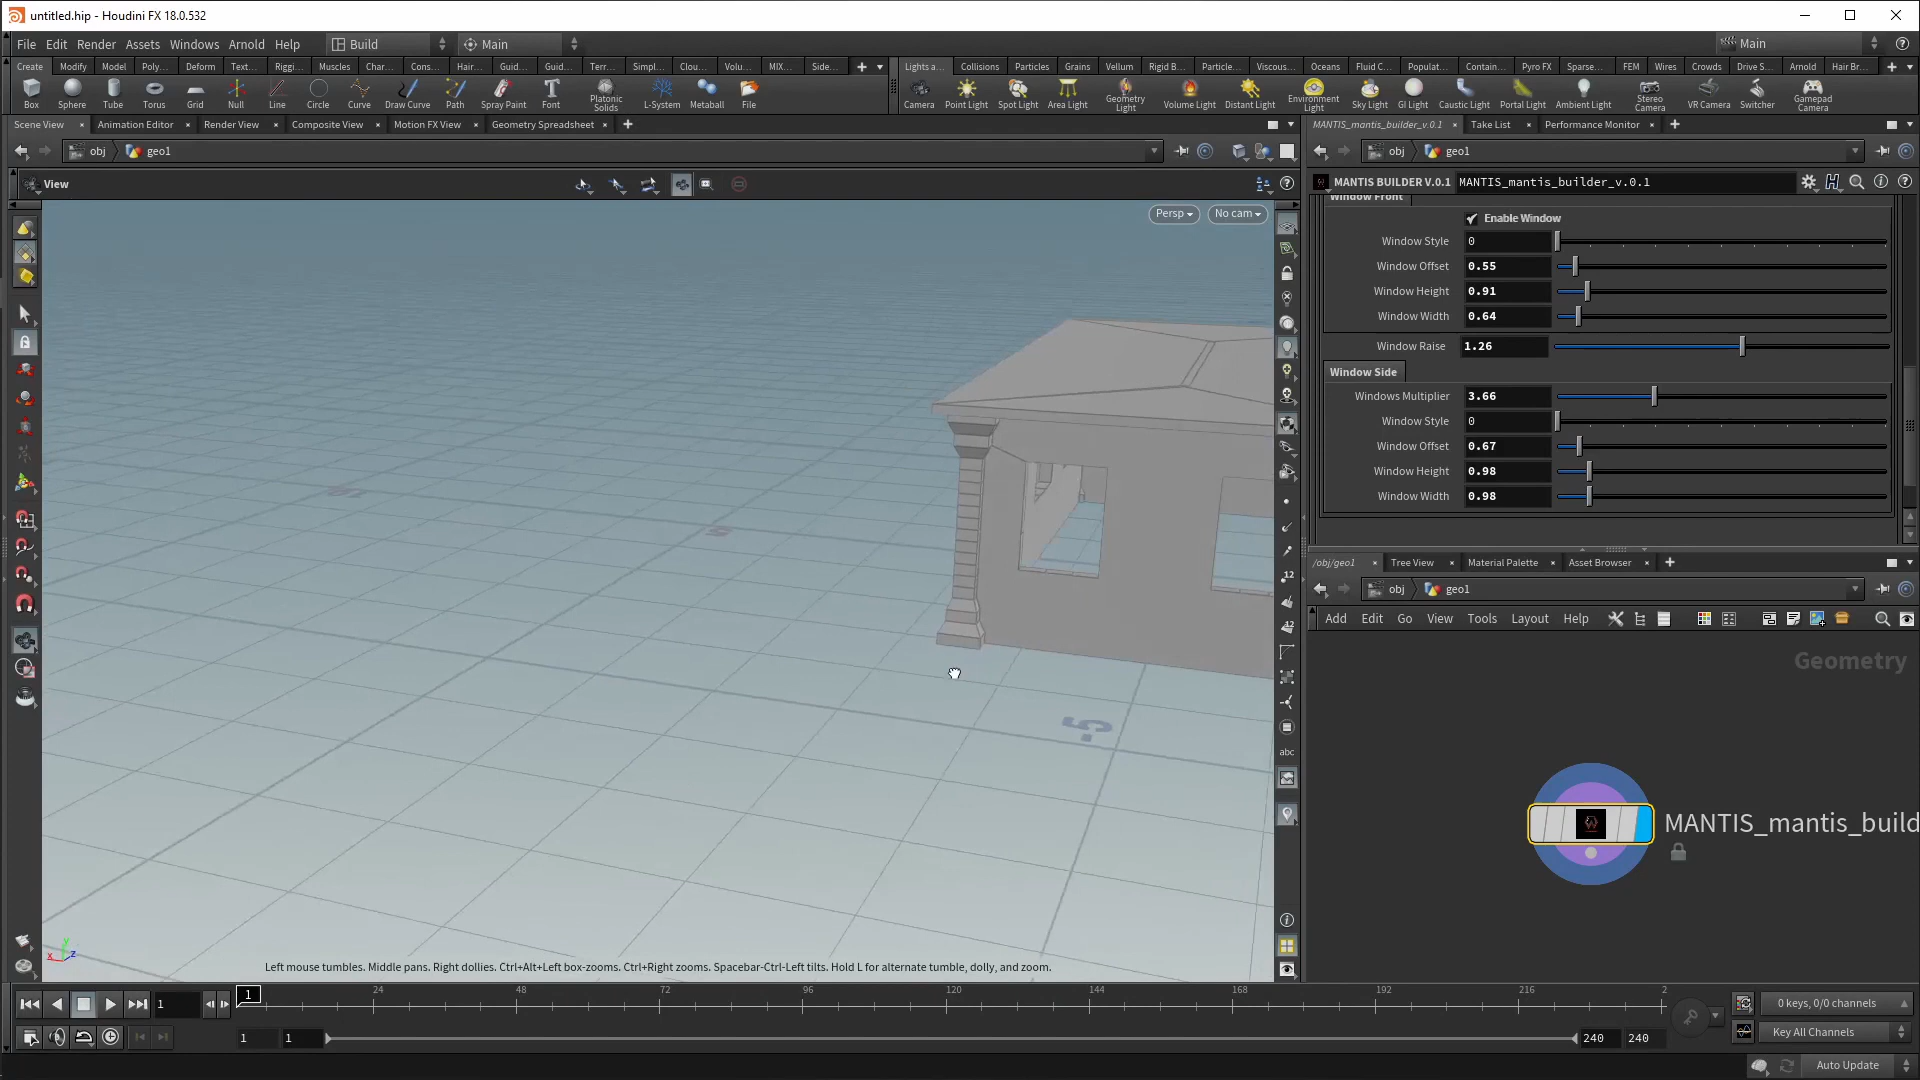 untitled.hip - Houdini FX 18.0.532
File Edit Render Assets Windows Arnold Help Build Main Main
Create Modify Model Poly... Deform Text... Riggi... Muscles Char... Cons... Hair... Guid... Guid... Terr... Simpl... Clou... Volu... MIX... Side...
Lights a... Collisions Particles Grains Vellum Rigid B... Particle... Viscous... Oceans Fluid C... Populat... Contain... Pyro FX Sparse... FEM Wires Crowds Drive S... Arnold Hair Br...
Box Sphere Tube Torus Grid Null Line Circle Curve Draw Curve Path Spray Paint Font Platonic Solids L-System Metaball File
Camera Point Light Spot Light Area Light Geometry Light Volume Light Distant Light Environment Light Sky Light GI Light Caustic Light Portal Light Ambient Light Stereo Camera VR Camera Switcher Gamepad Camera
Scene View Animation Editor Render View Composite View Motion FX View Geometry Spreadsheet
MANTIS_mantis_builder_v.0.1 Take List Performance Monitor
obj geo1
obj geo1
View
MANTIS BUILDER V.0.1 MANTIS_mantis_builder_v.0.1
Persp No cam
Window Front
Enable Window
Window Style 0
Window Offset 0.55
Window Height 0.91
Window Width 0.64
Window Raise 1.26
Window Side
Windows Multiplier 3.66
Window Style 0
Window Offset 0.67
Window Height 0.98
Window Width 0.98
/obj/geo1 Tree View Material Palette Asset Browser
obj geo1
Add Edit Go View Tools Layout Help
Geometry
MANTIS_mantis_build
12
12
abc
5
x y z
Left mouse tumbles. Middle pans. Right dollies. Ctrl+Alt+Left box-zooms. Ctrl+Right zooms. Spacebar-Ctrl-Left tilts. Hold L for alternate tumble, dolly, and zoom.
1 1 24 48 72 96 120 144 168 192 216 2
0 keys, 0/0 channels
1 1 240 240
Key All Channels
Auto Update